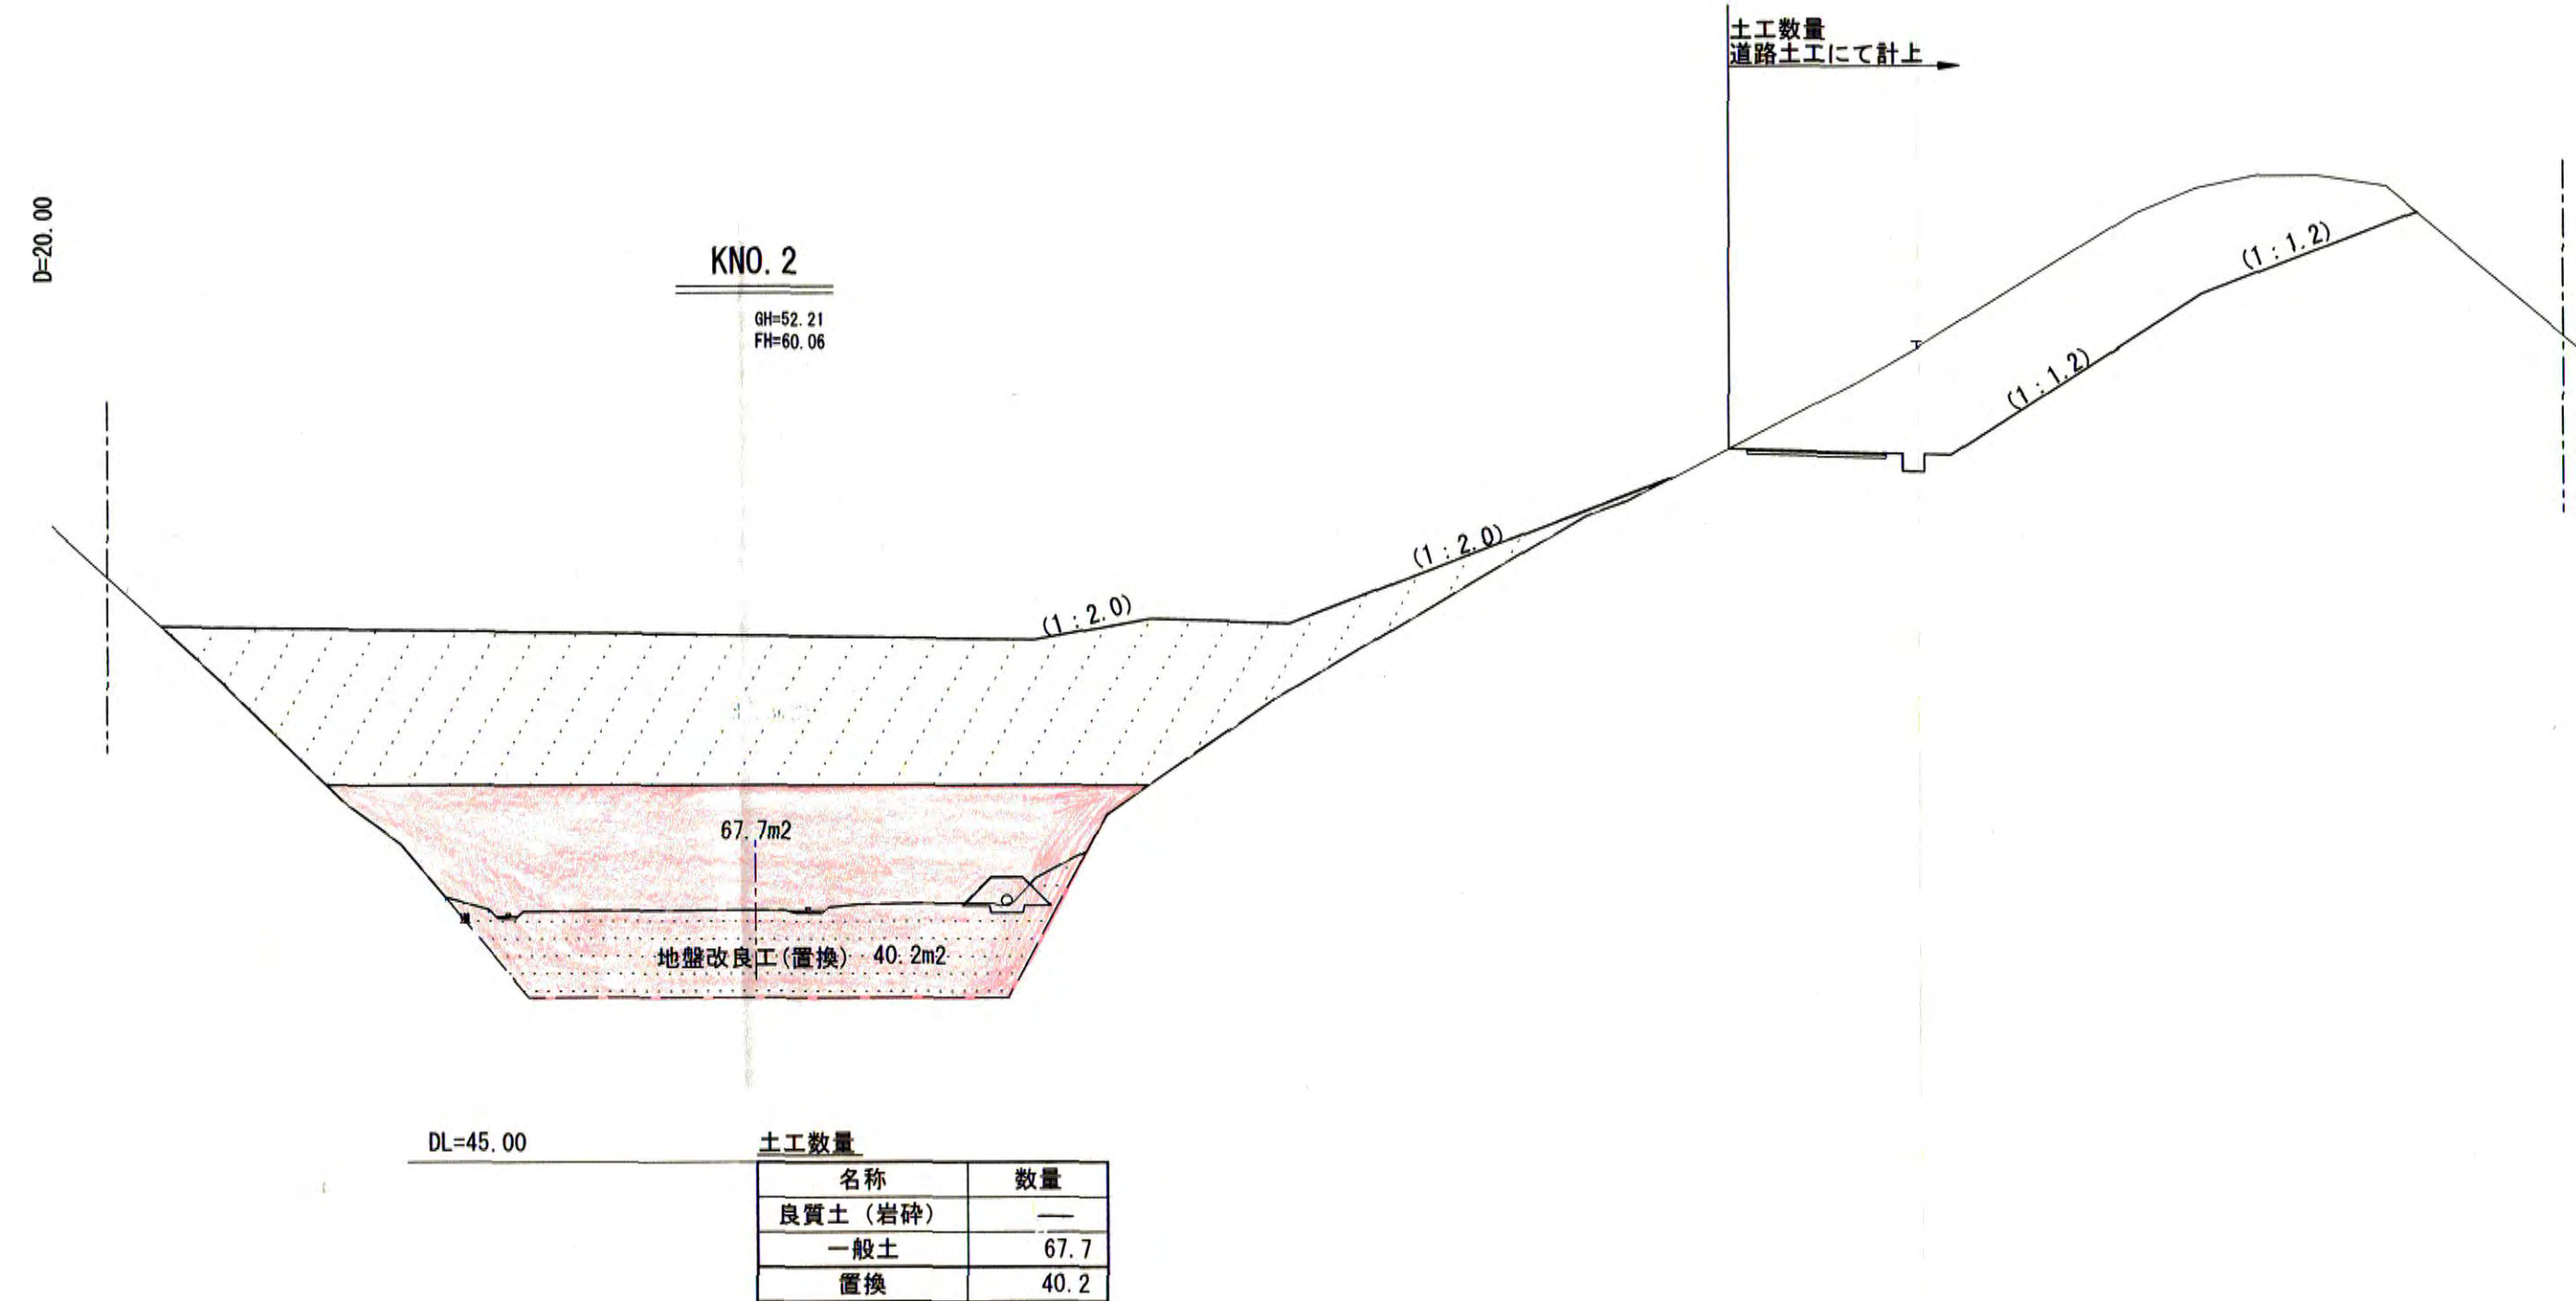 土工数量
道路土工にて計上
D=20.00
KNO.2
GH=52.21
FH=60.06
(1:1.2)
(1:1.2)
(1:2.0)
(1:2.0)
67.7m2
地盤改良工(置換) 40.2m2
DL=45.00
土工数量
名称 数量
良質土(岩砕) ―
一般土 67.7
置換 40.2